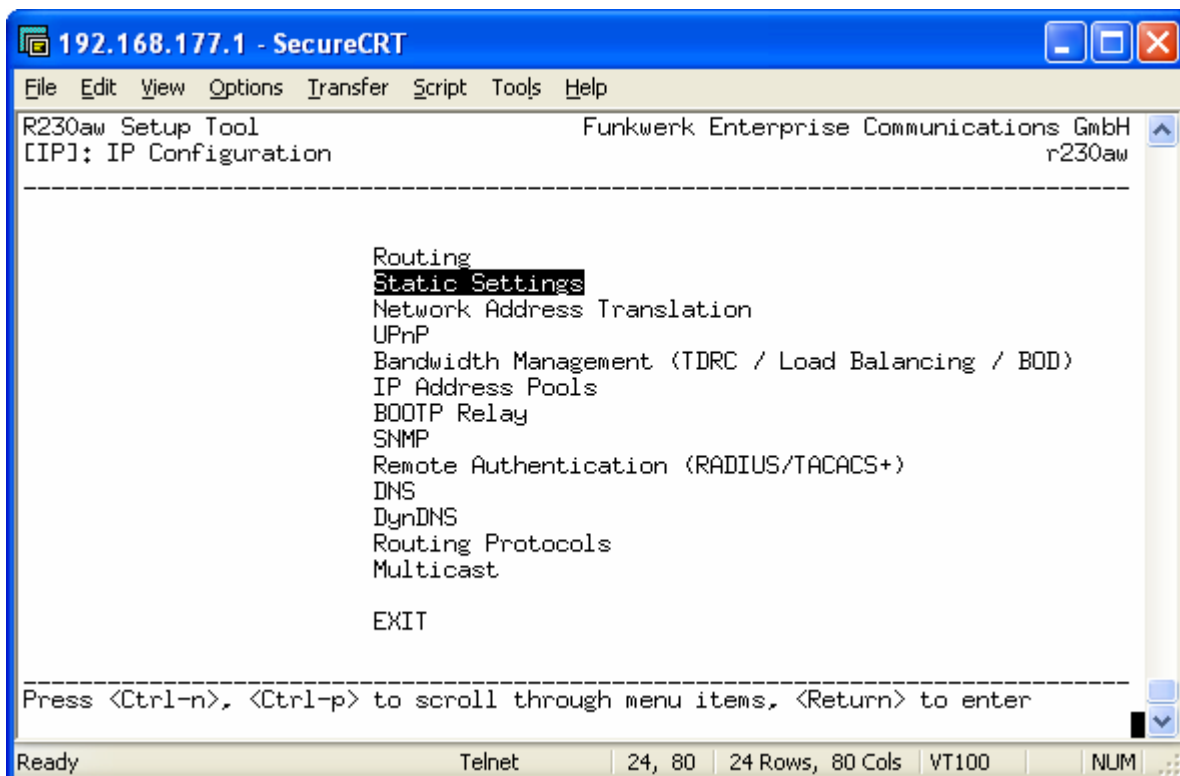 192.168.177.1 - SecureCRT
File Edit View Options Transfer Script Tools Help
R230aw Setup Tool Funkwerk Enterprise Communications GmbH
[IP]: IP Configuration r230aw
Routing
Static Settings
Network Address Translation
UPnP
Bandwidth Management (TDRC / Load Balancing / BOD)
IP Address Pools
BOOTP Relay
SNMP
Remote Authentication (RADIUS/TACACS+)
DNS
DynDNS
Routing Protocols
Multicast
EXIT
Press <Ctrl-n>, <Ctrl-p> to scroll through menu items, <Return> to enter
Ready Telnet 24, 80 24 Rows, 80 Cols VT100 NUM